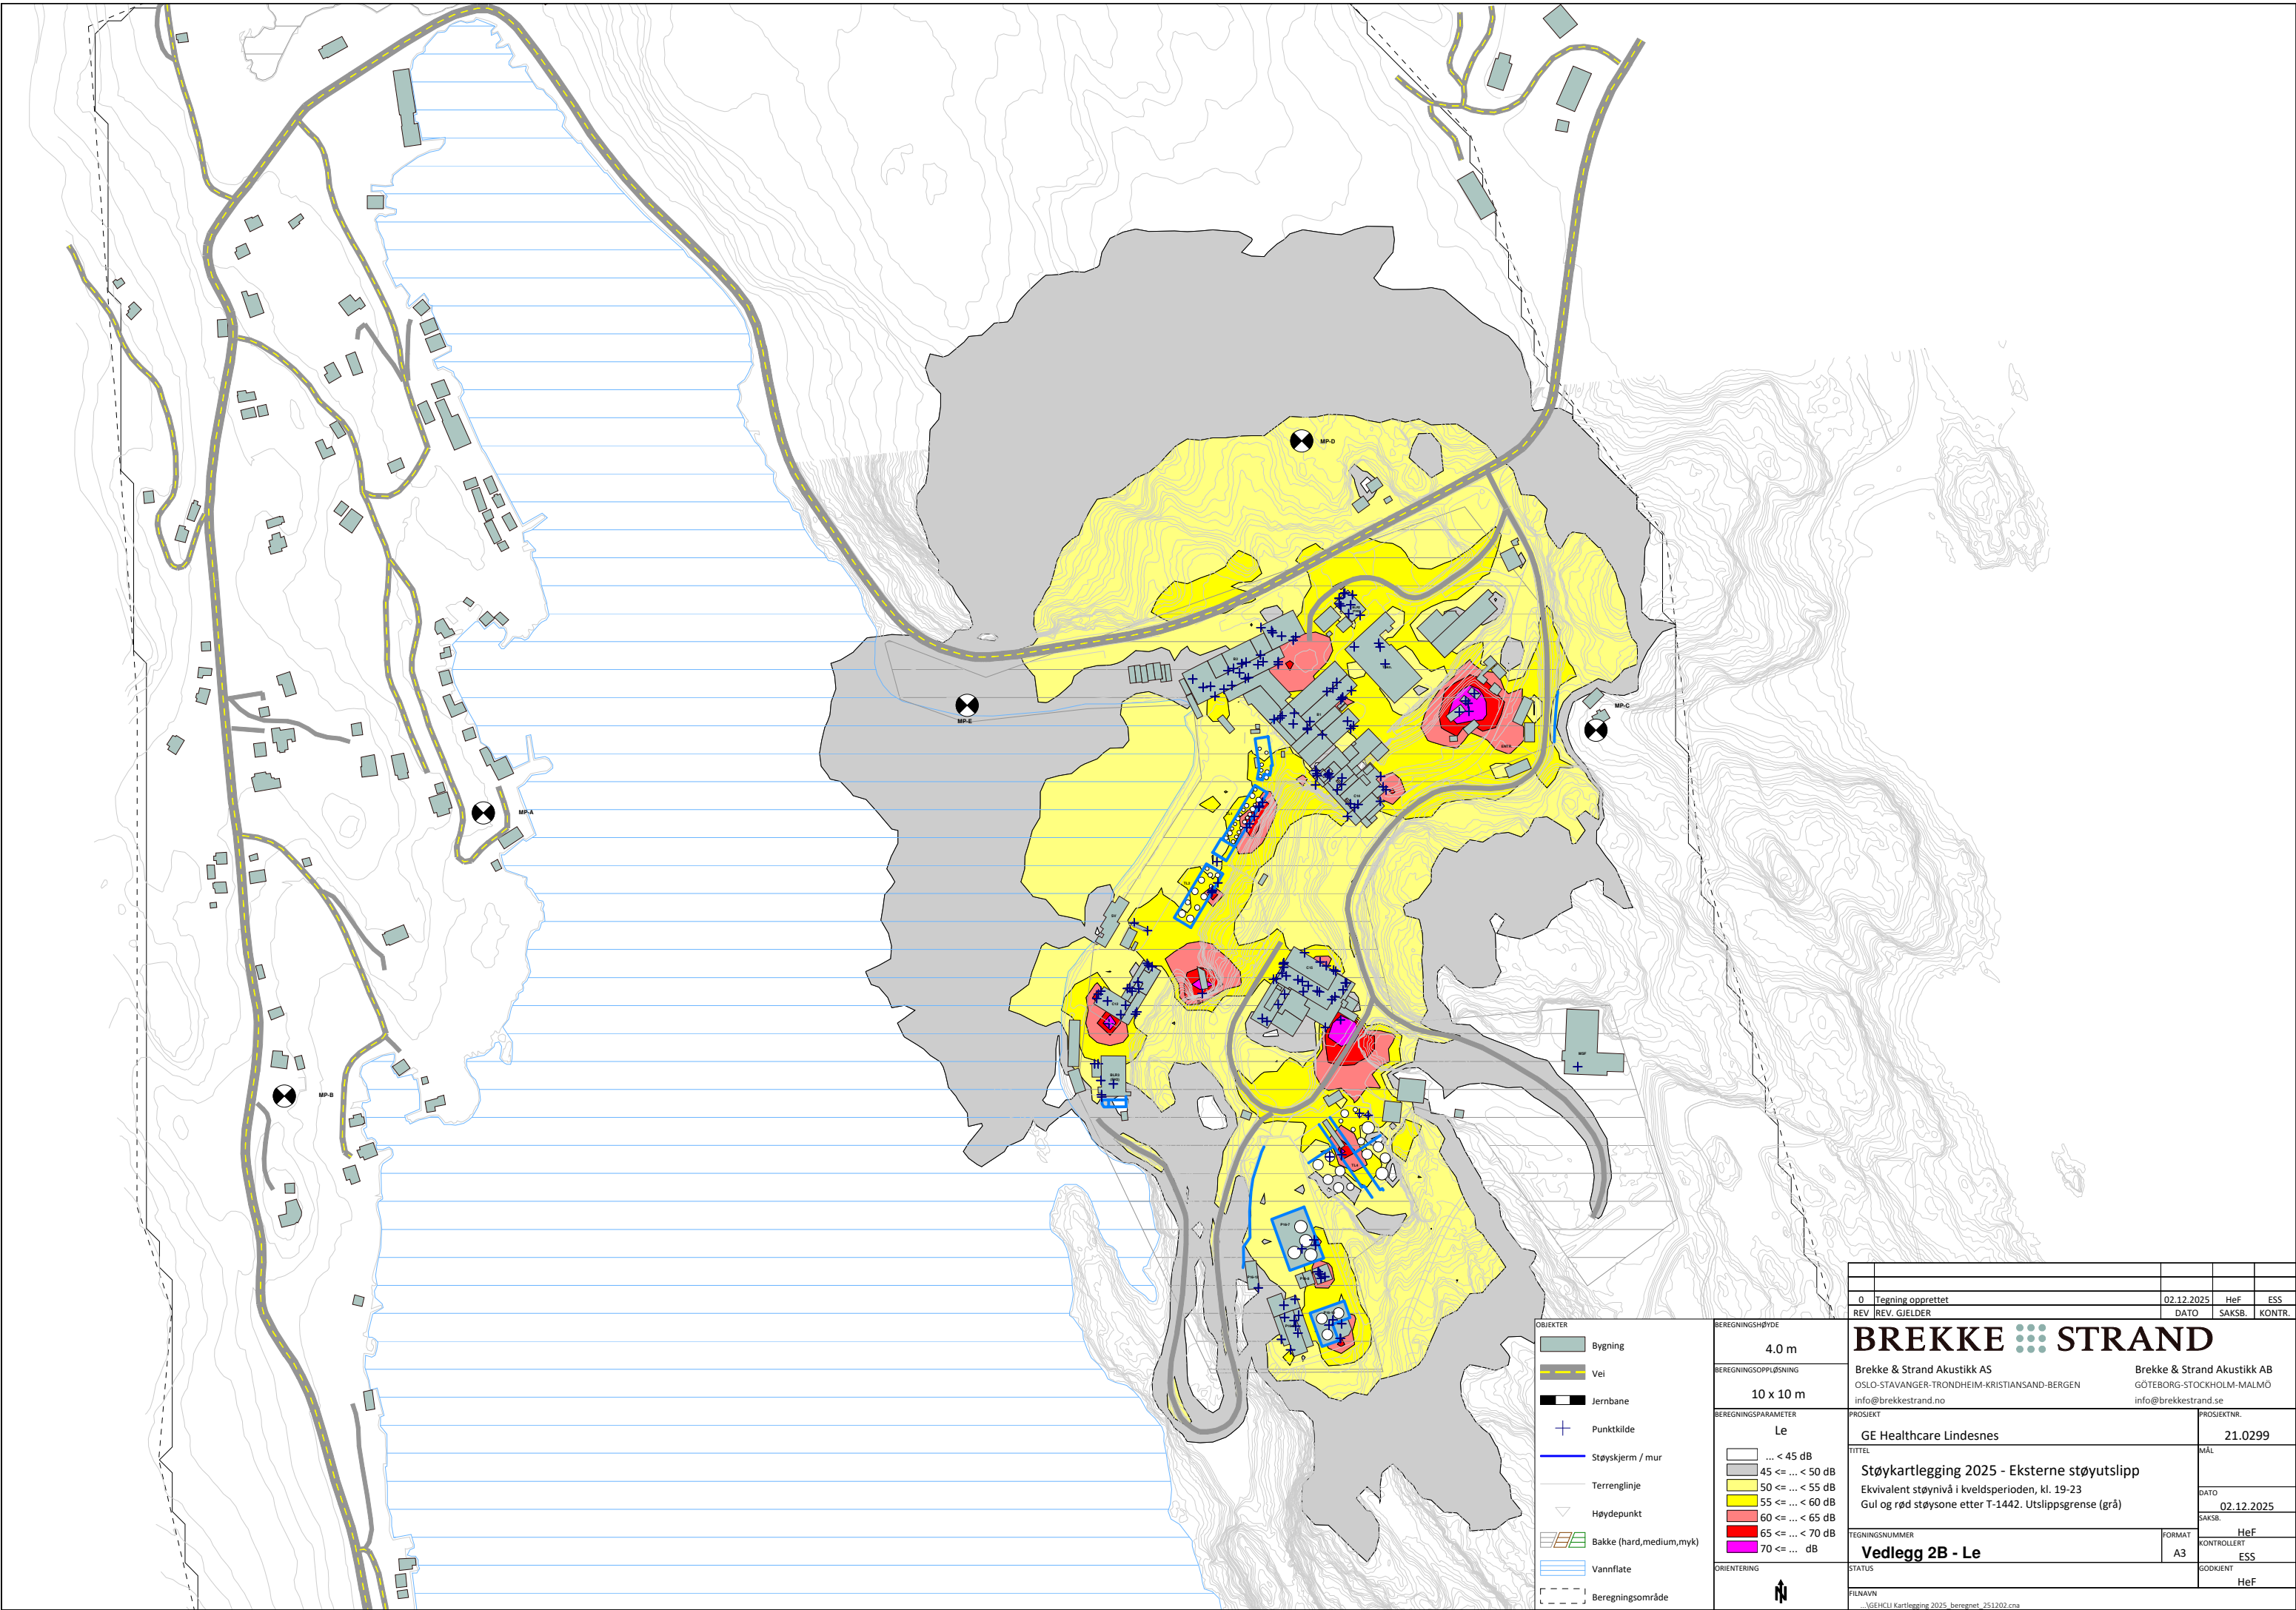 MP-D
MP-C
MP-E
MP-A
MP-B
0 Tegning opprettet 02.12.2025 HeF ESS
REV REV. GJELDER DATO SAKSB. KONTR.
OBJEKTER
Bygning
Vei
Jernbane
Punktkilde
Støyskjerm / mur
Terrenglinje
Høydepunkt
Bakke (hard,medium,myk)
Vannflate
Beregningsområde
BEREGNINGSHØYDE
4.0 m
BEREGNINGSOPPLØSNING
10 x 10 m
BEREGNINGSPARAMETER
Le
... < 45 dB
45 <= ... < 50 dB
50 <= ... < 55 dB
55 <= ... < 60 dB
60 <= ... < 65 dB
65 <= ... < 70 dB
70 <= ... dB
ORIENTERING
N
BREKKE STRAND
Brekke & Strand Akustikk AS Brekke & Strand Akustikk AB
OSLO-STAVANGER-TRONDHEIM-KRISTIANSAND-BERGEN GÖTEBORG-STOCKHOLM-MALMÖ
info@brekkestrand.no info@brekkestrand.se
PROSJEKT
GE Healthcare Lindesnes
PROSJEKTNR.
21.0299
TITTEL
Støykartlegging 2025 - Eksterne støyutslipp
Ekvivalent støynivå i kveldsperioden, kl. 19-23
Gul og rød støysone etter T-1442. Utslippsgrense (grå)
MÅL
DATO
02.12.2025
SAKSB.
HeF
TEGNINGSNUMMER
Vedlegg 2B - Le
FORMAT
A3
KONTROLLERT
ESS
STATUS
GODKJENT
HeF
FILNAVN
...\GEHCLI Kartlegging 2025_beregnet_251202.cna